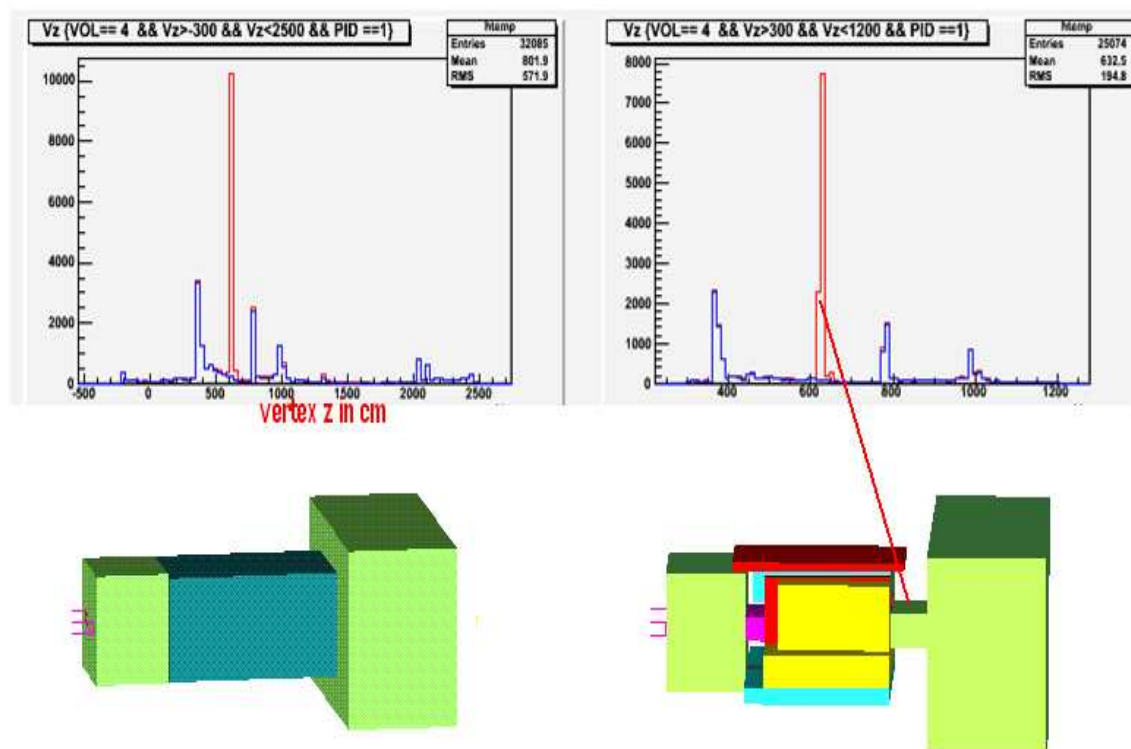 Vz {VOL== 4 && Vz>-300 && Vz<2500 && PID ==1}
htemp
Entries 32085
Mean 801.9
RMS 571.9
10000
8000
6000
4000
2000
0
-500 0 500 1000 1500 2000 2500
vertex z in cm
Vz {VOL== 4 && Vz>300 && Vz<1200 && PID ==1}
htemp
Entries 25074
Mean 632.5
RMS 194.8
8000
7000
6000
5000
4000
3000
2000
1000
0
400 600 800 1000 1200